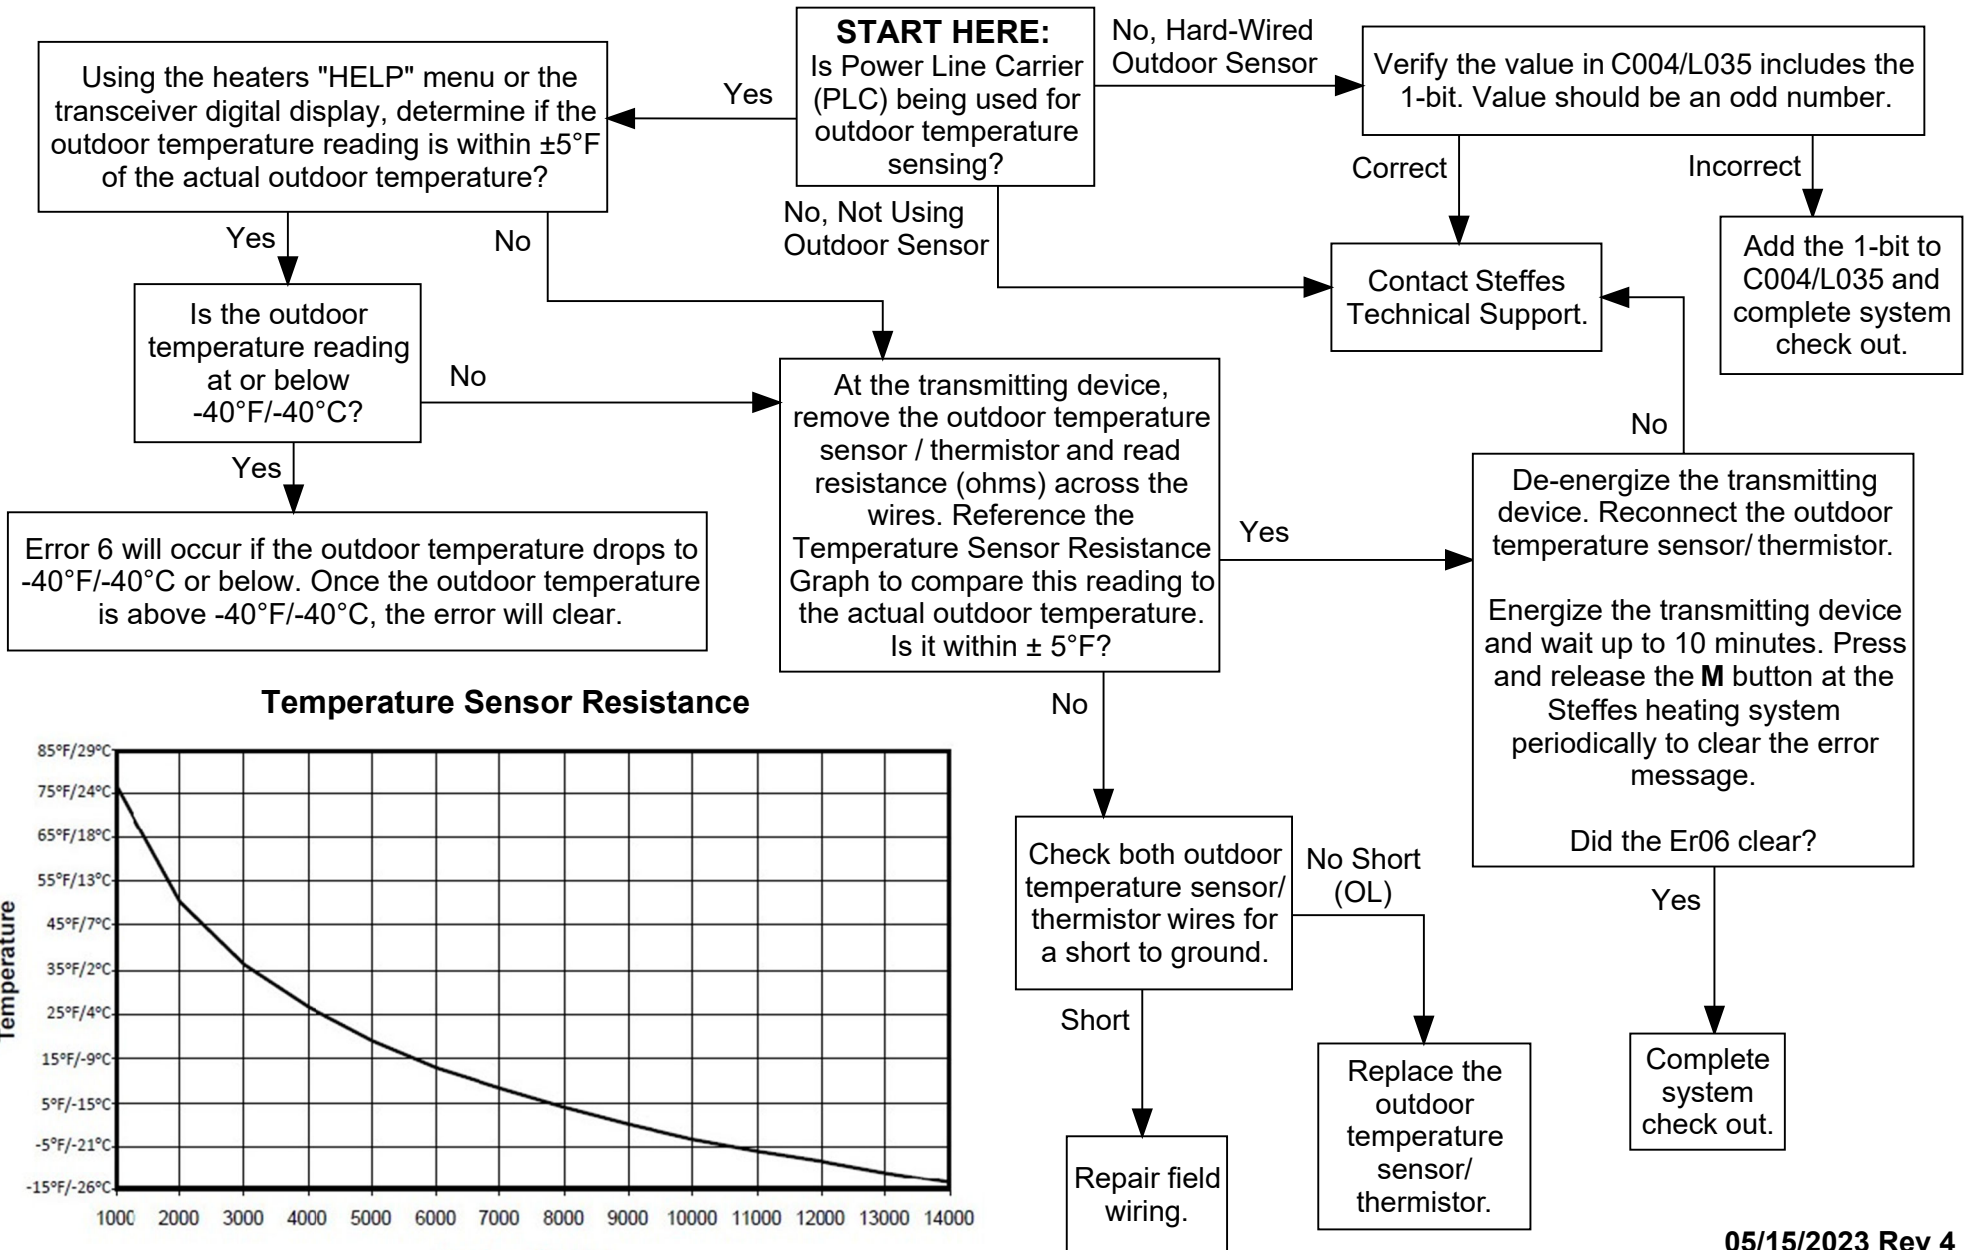 START HERE:
Is Power Line Carrier
(PLC) being used for
outdoor temperature
sensing?
Yes
No, Hard-Wired
Outdoor Sensor
No, Not Using
Outdoor Sensor
Using the heaters "HELP" menu or the
transceiver digital display, determine if the
outdoor temperature reading is within ±5°F
of the actual outdoor temperature?
Yes
No
Verify the value in C004/L035 includes the
1-bit. Value should be an odd number.
Correct
Incorrect
Contact Steffes
Technical Support.
Add the 1-bit to
C004/L035 and
complete system
check out.
Is the outdoor
temperature reading
at or below
-40°F/-40°C?
No
Yes
Error 6 will occur if the outdoor temperature drops to
-40°F/-40°C or below. Once the outdoor temperature
is above -40°F/-40°C, the error will clear.
At the transmitting device,
remove the outdoor temperature
sensor / thermistor and read
resistance (ohms) across the
wires. Reference the
Temperature Sensor Resistance
Graph to compare this reading to
the actual outdoor temperature.
Is it within ± 5°F?
Yes
No
De-energize the transmitting
device. Reconnect the outdoor
temperature sensor/ thermistor.
Energize the transmitting device
and wait up to 10 minutes. Press
and release the M button at the
Steffes heating system
periodically to clear the error
message.
Did the Er06 clear?
No
Yes
Complete
system
check out.
Check both outdoor
temperature sensor/
thermistor wires for
a short to ground.
No Short
(OL)
Short
Replace the
outdoor
temperature
sensor/
thermistor.
Repair field
wiring.
Temperature Sensor Resistance
Temperature
85°F/29°C
75°F/24°C
65°F/18°C
55°F/13°C
45°F/7°C
35°F/2°C
25°F/4°C
15°F/-9°C
5°F/-15°C
-5°F/-21°C
-15°F/-26°C
1000 2000 3000 4000 5000 6000 7000 8000 9000 10000 11000 12000 13000 14000
05/15/2023 Rev 4